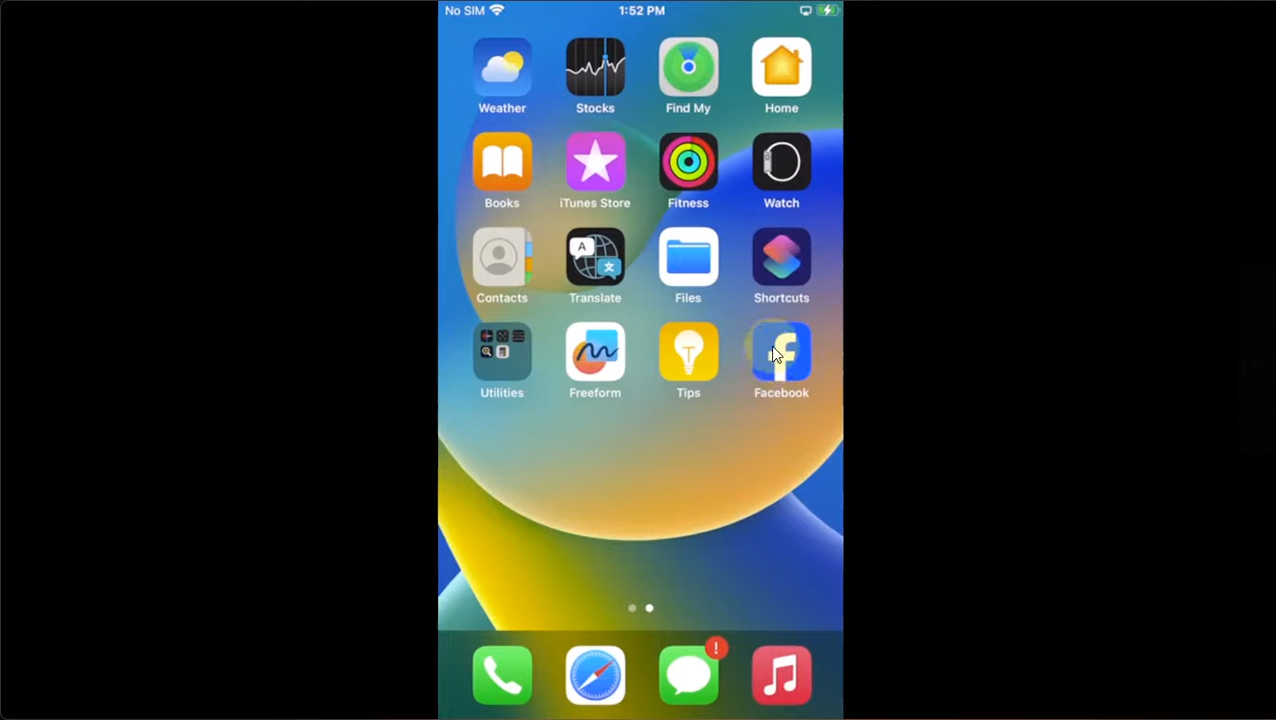 No SIM 1:52 PM
Weather Stocks Find My Home
Books iTunes Store Fitness Watch
A
文
Contacts Translate Files Shortcuts
f
Utilities Freeform Tips Facebook
!